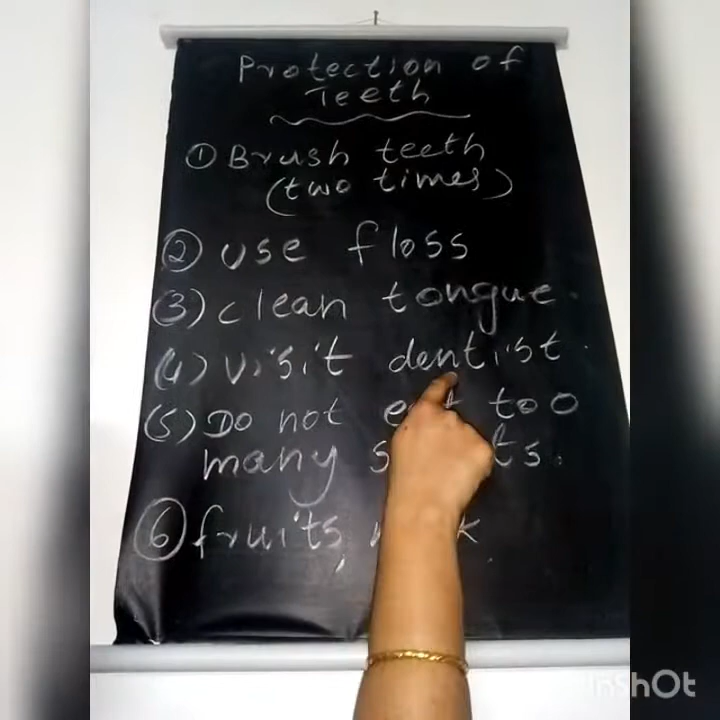 Protection of
Teeth
① Brush teeth
(two times)
② use floss
(3) clean tongue.
(4) visit dentist.
(5) Do not eat too
many
⑥ fruits,
InShOt